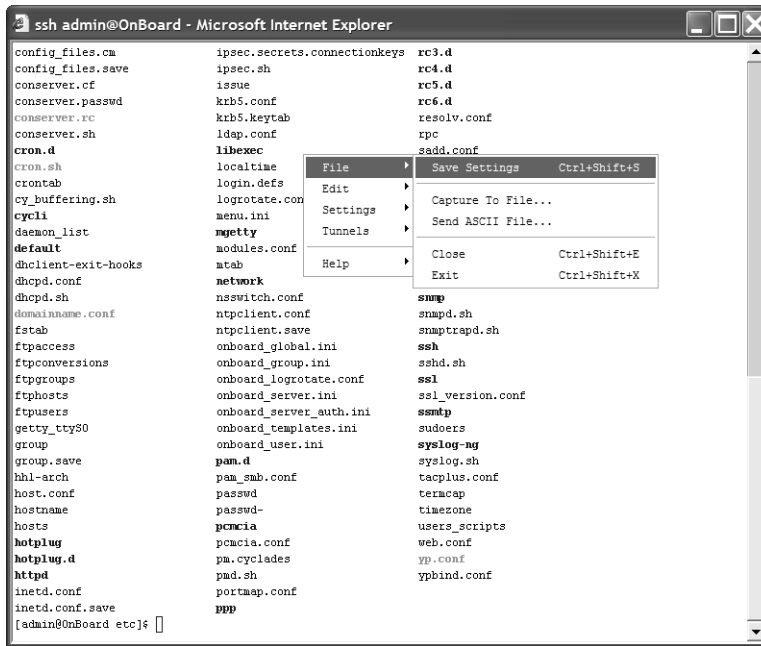 ssh admin@OnBoard - Microsoft Internet Explorer
config_files.cm ipsec.secrets.connectionkeys rc3.d
config_files.save ipsec.sh rc4.d
conserver.cf issue rc5.d
conserver.passwd krb5.conf rc6.d
conserver.rc krb5.keytab resolv.conf
conserver.sh ldap.conf rpc
cron.d libexec sadd.conf
cron.sh localtime File Save Settings Ctrl+Shift+S
crontab login.defs Edit
cy_buffering.sh logrotate.con Settings Capture To File...
cycli menu.ini Tunnels Send ASCII File...
daemon_list mgetty
default modules.conf Help Close Ctrl+Shift+E
dhclient-exit-hooks mtab Exit Ctrl+Shift+X
dhcpd.conf network
dhcpd.sh nsswitch.conf snmp
domainname.conf ntpclient.conf snmpd.sh
fstab ntpclient.save snmptrapd.sh
ftpaccess onboard_global.ini ssh
ftpconversions onboard_group.ini sshd.sh
ftpgroups onboard_logrotate.conf ssl
ftphosts onboard_server.ini ssl_version.conf
ftpusers onboard_server_auth.ini ssmtp
getty_ttyS0 onboard_templates.ini sudoers
group onboard_user.ini syslog-ng
group.save pam.d syslog.sh
hhl-arch pam_smb.conf tacplus.conf
host.conf passwd termcap
hostname passwd- timezone
hosts pcmcia users_scripts
hotplug pcmcia.conf web.conf
hotplug.d pm.cyclades yp.conf
httpd pmd.sh ypbind.conf
inetd.conf portmap.conf
inetd.conf.save ppp
[admin@OnBoard etc]$